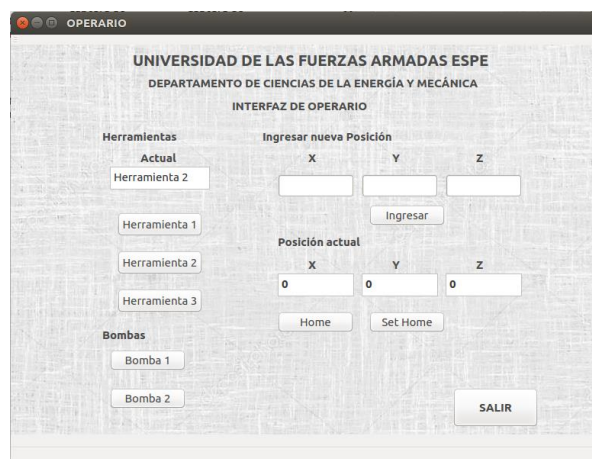 OPERARIO
UNIVERSIDAD DE LAS FUERZAS ARMADAS ESPE
DEPARTAMENTO DE CIENCIAS DE LA ENERGÍA Y MECÁNICA
INTERFAZ DE OPERARIO
Herramientas
Actual
Herramienta 2
Herramienta 1
Herramienta 2
Herramienta 3
Bombas
Bomba 1
Bomba 2
Ingresar nueva Posición
X Y Z
Ingresar
Posición actual
X Y Z
0 0 0
Home Set Home
SALIR